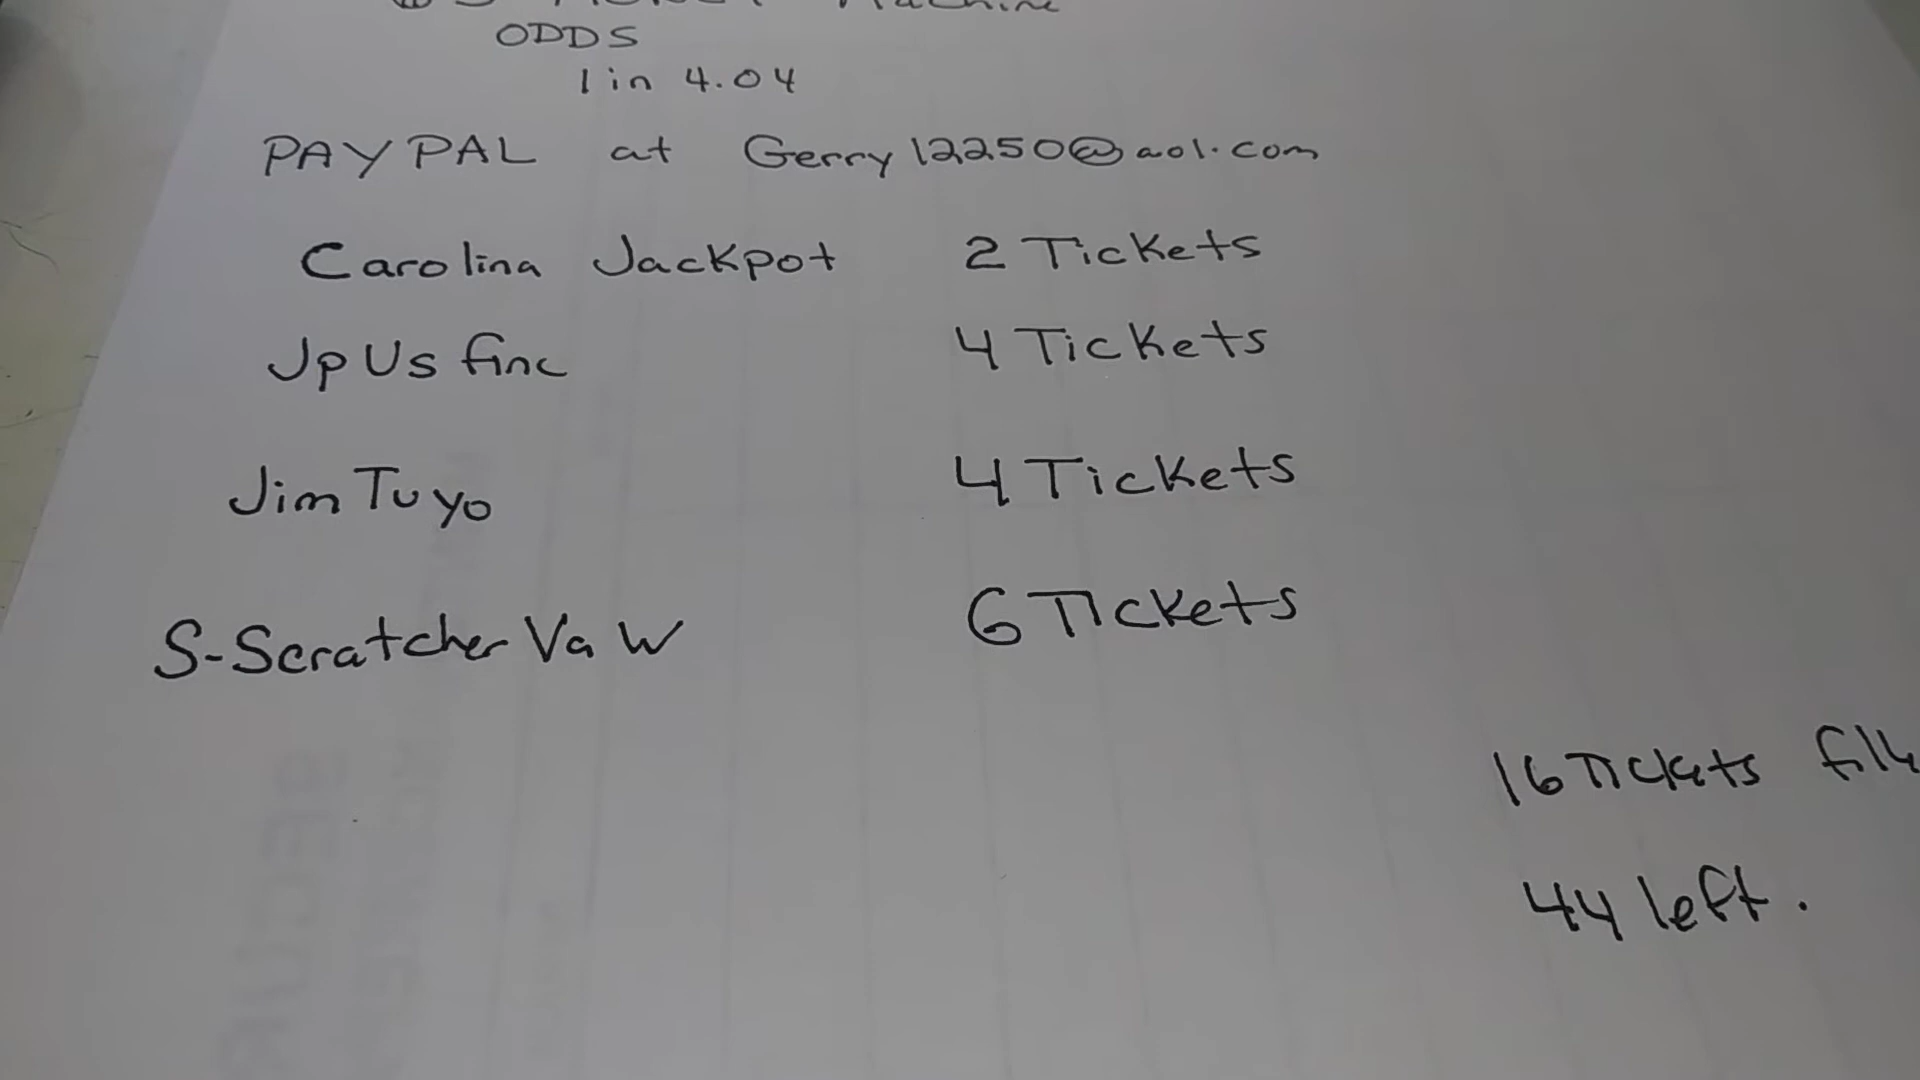 ODDS
1 in 4.04
PAYPAL at Gerry12250@aol.com
Carolina Jackpot 2 Tickets
Jp Us finc 4 Tickets
Jim Tuyo 4 Tickets
S-Scratcher Va W 6 Tickets
16 Tickets
44 left.